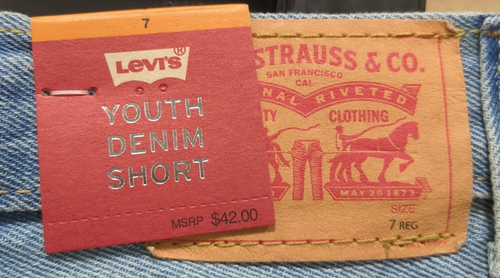 7
LEVI'S®
YOUTH
DENIM
SHORT
MSRP $42.00
STRAUSS & CO.
SAN FRANCISCO
CAL
RIVETED
CLOTHING
MAY 20 1873
SIZE
7 REG